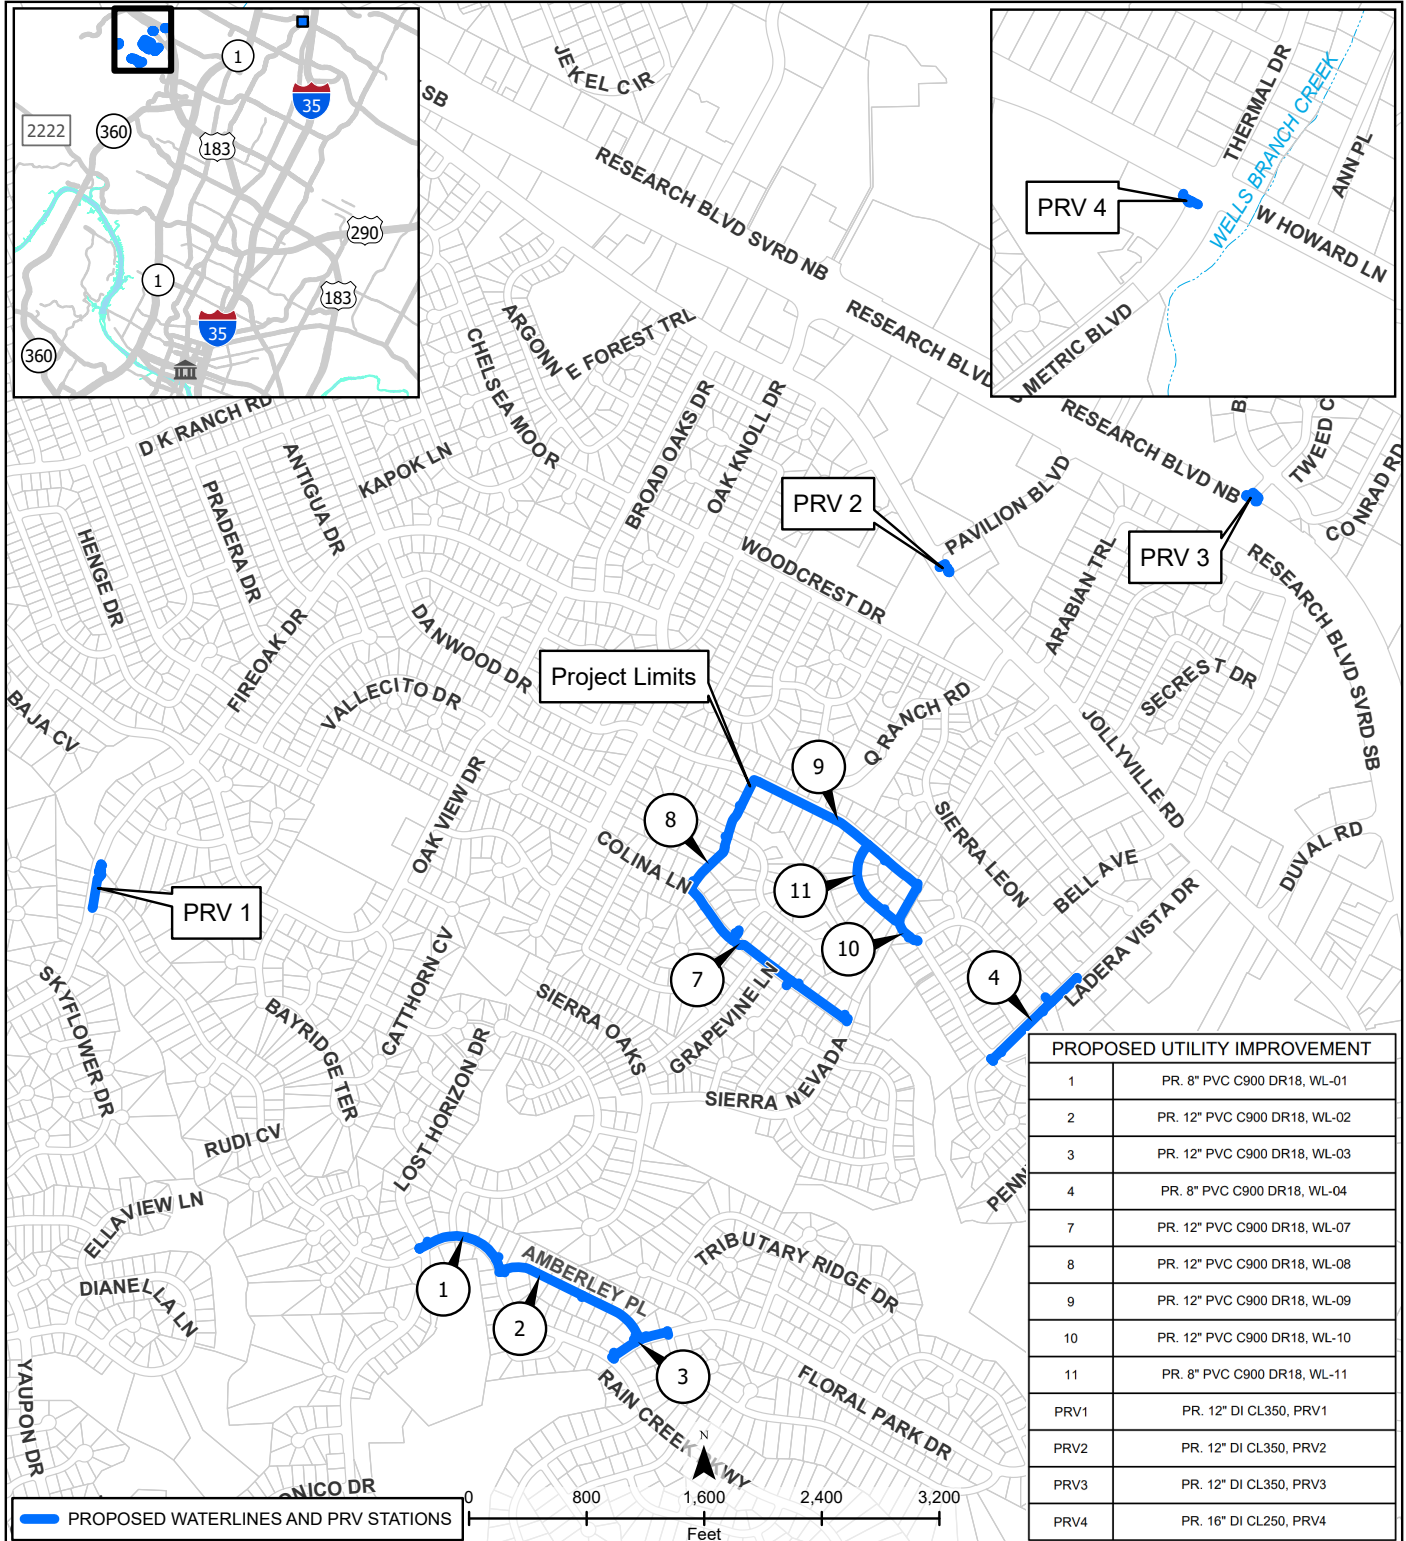 1
35
2222
360
183
290
1
183
35
360
JEKEL CIR
SB
RESEARCH BLVD SVRD NB
THERMAL DR
WELLS BRANCH CREEK
ANN PL
PRV 4
W HOWARD LN
METRIC BLVD
RESEARCH BLVD
ARGONN
E FOREST TRL
CHELSEA MOOR
D K RANCH RD
ANTIGUA DR
KAPOK LN
BROAD OAKS DR
OAK KNOLL DR
RESEARCH BLVD NB
TWEED C
CONRAD RD
PRADERA DR
HENGE DR
PRV 2
PAVILION BLVD
PRV 3
WOODCREST DR
ARABIAN TRL
RESEARCH BLVD SVRD SB
FIREOAK DR
DANWOOD DR
VALLECITO DR
Project Limits
SECREST DR
Q RANCH RD
JOLLYVILLE RD
BAJA CV
OAK VIEW DR
9
8
COLINA LN
SIERRA LEON
BELL AVE
DUVAL RD
11
PRV 1
10
LADERA VISTA DR
7
4
SKYFLOWER DR
CATTHORN CV
BAYRIDGE TER
SIERRA OAKS
GRAPEVINE LN
SIERRA NEVADA
LOST HORIZON DR
RUDI CV
PENN
ELLA VIEW LN
DIANELLA LN
1
2
AMBERLEY PL
TRIBUTARY RIDGE DR
3
RAIN CREEK PKWY
FLORAL PARK DR
YAUPON DR
ONICO DR
N
PROPOSED WATERLINES AND PRV STATIONS
0 800 1,600 2,400 3,200
Feet
PROPOSED UTILITY IMPROVEMENT
1 PR. 8" PVC C900 DR18, WL-01
2 PR. 12" PVC C900 DR18, WL-02
3 PR. 12" PVC C900 DR18, WL-03
4 PR. 8" PVC C900 DR18, WL-04
7 PR. 12" PVC C900 DR18, WL-07
8 PR. 12" PVC C900 DR18, WL-08
9 PR. 12" PVC C900 DR18, WL-09
10 PR. 12" PVC C900 DR18, WL-10
11 PR. 8" PVC C900 DR18, WL-11
PRV1 PR. 12" DI CL350, PRV1
PRV2 PR. 12" DI CL350, PRV2
PRV3 PR. 12" DI CL350, PRV3
PRV4 PR. 16" DI CL250, PRV4